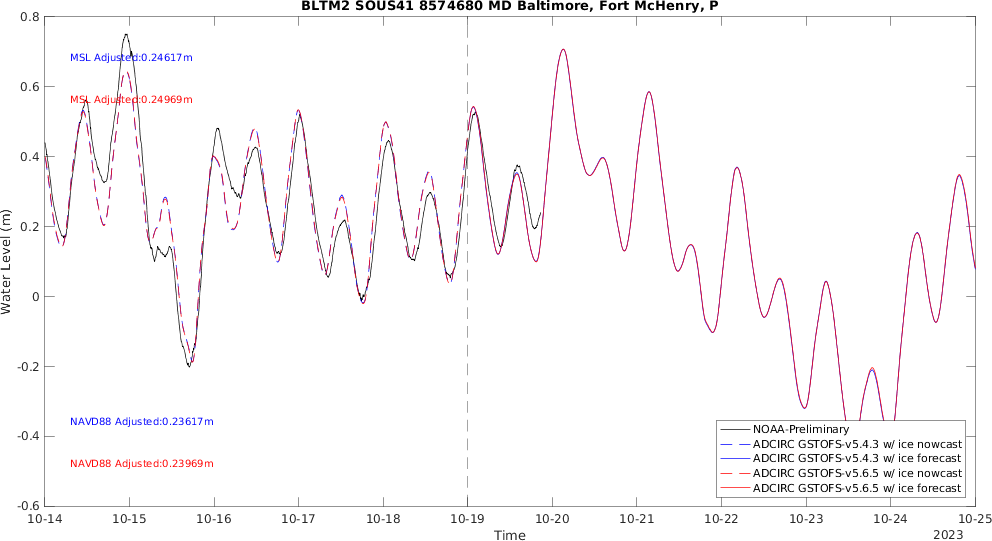 BLTM2 SOUS41 8574680 MD Baltimore, Fort McHenry, P
Water Level (m)
0.8
0.6
0.4
0.2
0
-0.2
-0.4
-0.6
MSL Adjusted:0.24617m
MSL Adjusted:0.24969m
NAVD88 Adjusted:0.23617m
NAVD88 Adjusted:0.23969m
NOAA-Preliminary
ADCIRC GSTOFS-v5.4.3 w/ ice nowcast
ADCIRC GSTOFS-v5.4.3 w/ ice forecast
ADCIRC GSTOFS-v5.6.5 w/ ice nowcast
ADCIRC GSTOFS-v5.6.5 w/ ice forecast
10-14 10-15 10-16 10-17 10-18 10-19 10-20 10-21 10-22 10-23 10-24 10-25
Time
2023